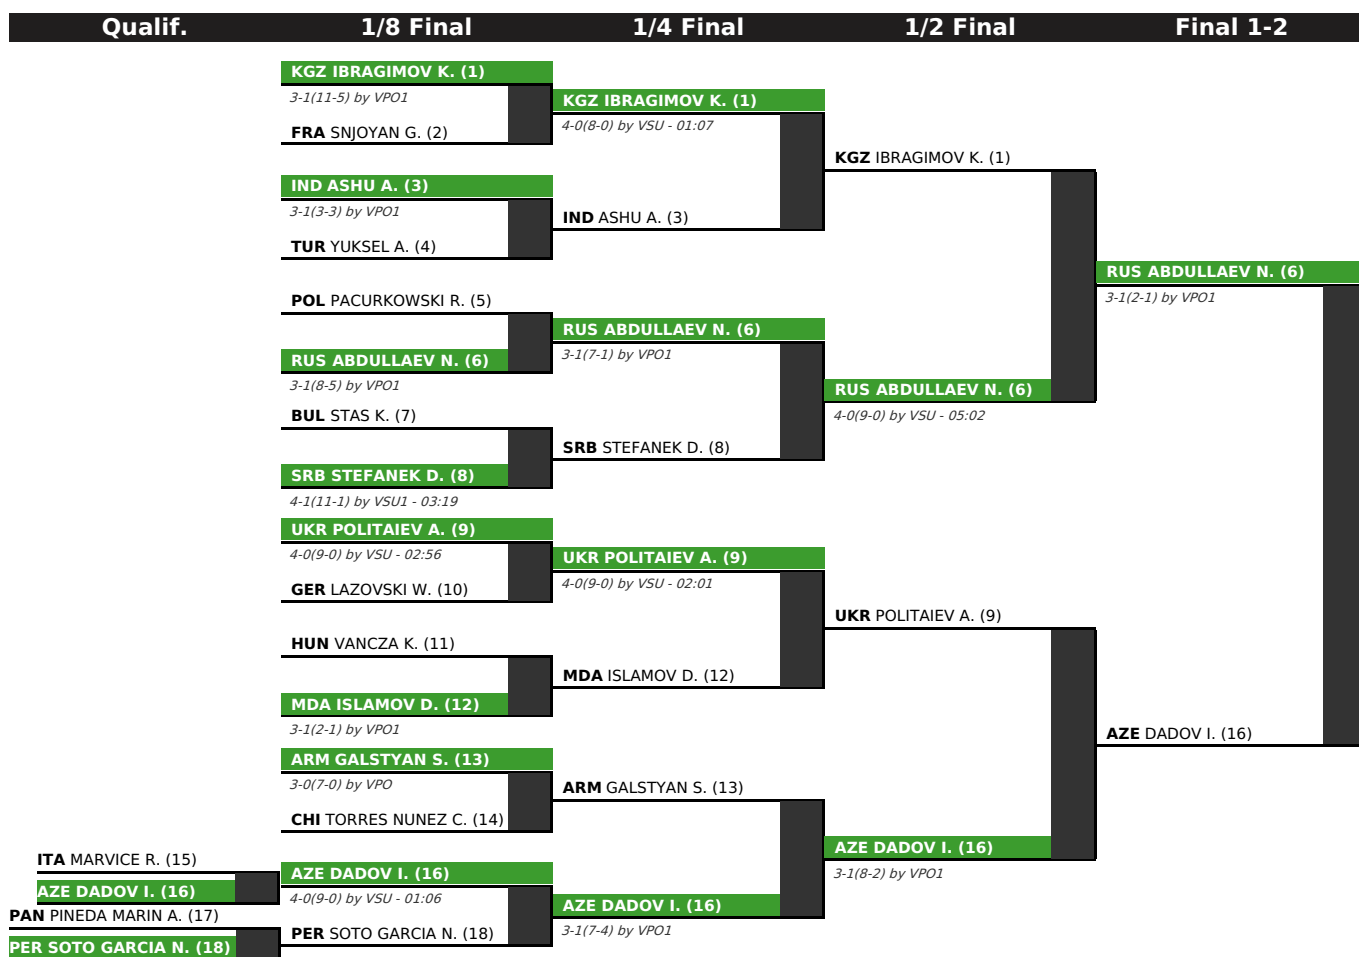 Qualif.
1/8 Final
1/4 Final
1/2 Final
Final 1-2
KGZ IBRAGIMOV K. (1)
3-1(11-5) by VPO1
FRA SNJOYAN G. (2)
IND ASHU A. (3)
3-1(3-3) by VPO1
TUR YUKSEL A. (4)
POL PACURKOWSKI R. (5)
RUS ABDULLAEV N. (6)
3-1(8-5) by VPO1
BUL STAS K. (7)
SRB STEFANEK D. (8)
4-1(11-1) by VSU1 - 03:19
UKR POLITAIEV A. (9)
4-0(9-0) by VSU - 02:56
GER LAZOVSKI W. (10)
HUN VANCZA K. (11)
MDA ISLAMOV D. (12)
3-1(2-1) by VPO1
ARM GALSTYAN S. (13)
3-0(7-0) by VPO
CHI TORRES NUNEZ C. (14)
ITA MARVICE R. (15)
AZE DADOV I. (16)
PAN PINEDA MARIN A. (17)
PER SOTO GARCIA N. (18)
AZE DADOV I. (16)
4-0(9-0) by VSU - 01:06
PER SOTO GARCIA N. (18)
KGZ IBRAGIMOV K. (1)
4-0(8-0) by VSU - 01:07
IND ASHU A. (3)
RUS ABDULLAEV N. (6)
3-1(7-1) by VPO1
SRB STEFANEK D. (8)
UKR POLITAIEV A. (9)
4-0(9-0) by VSU - 02:01
MDA ISLAMOV D. (12)
ARM GALSTYAN S. (13)
AZE DADOV I. (16)
3-1(7-4) by VPO1
KGZ IBRAGIMOV K. (1)
RUS ABDULLAEV N. (6)
4-0(9-0) by VSU - 05:02
UKR POLITAIEV A. (9)
AZE DADOV I. (16)
3-1(8-2) by VPO1
RUS ABDULLAEV N. (6)
3-1(2-1) by VPO1
AZE DADOV I. (16)